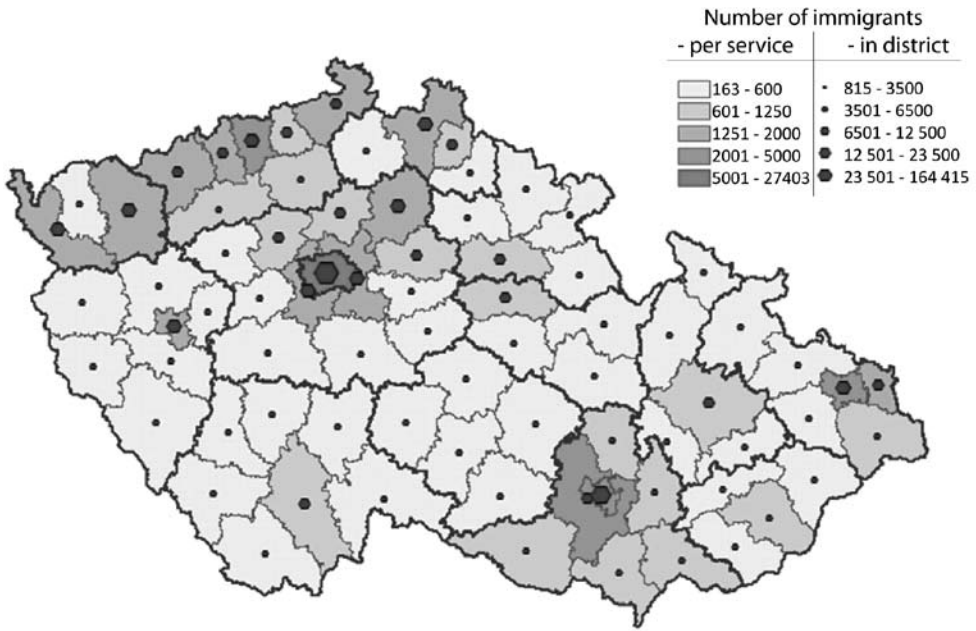 Number of immigrants
- per service - in district
163 - 600 815 - 3500
601 - 1250 3501 - 6500
1251 - 2000 6501 - 12 500
2001 - 5000 12 501 - 23 500
5001 - 27403 23 501 - 164 415